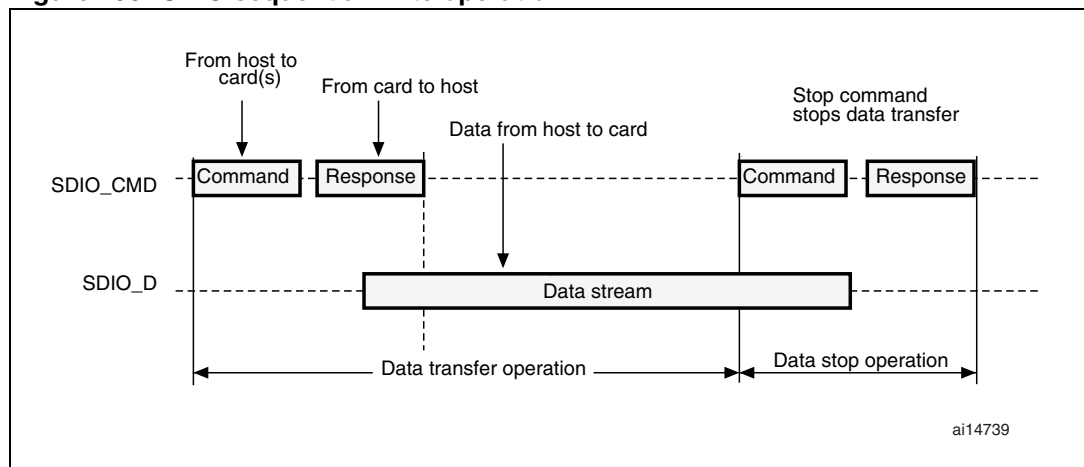 From host to
card(s)
From card to host
Data from host to card
Stop command
stops data transfer
SDIO_CMD
Command
Response
Command
Response
SDIO_D
Data stream
Data transfer operation
Data stop operation
ai14739